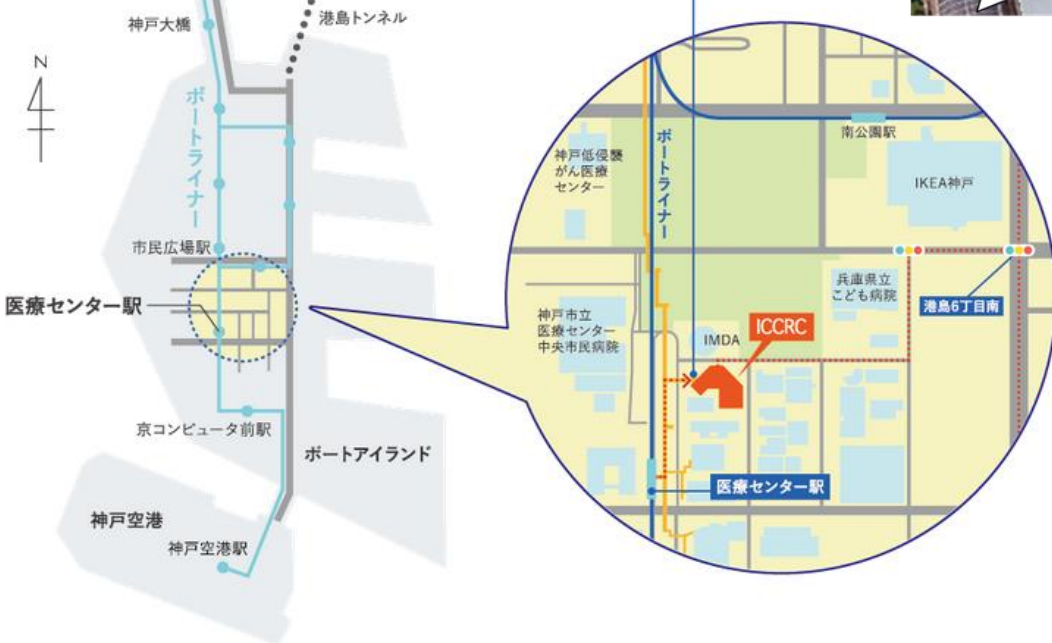 神戸大橋
港島トンネル
N
ポートライナー
市民広場駅
医療センター駅
京コンピュータ前駅
ポートアイランド
神戸空港
神戸空港駅
南公園駅
神戸低侵襲
がん医療
センター
ポートライナー
IKEA神戸
兵庫県立
こども病院
港島6丁目南
神戸市立
医療センター
中央市民病院
IMDA
ICCRC
医療センター駅